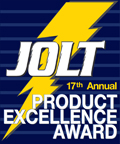 JOLT
17th Annual
PRODUCT
EXCELLENCE
AWARD